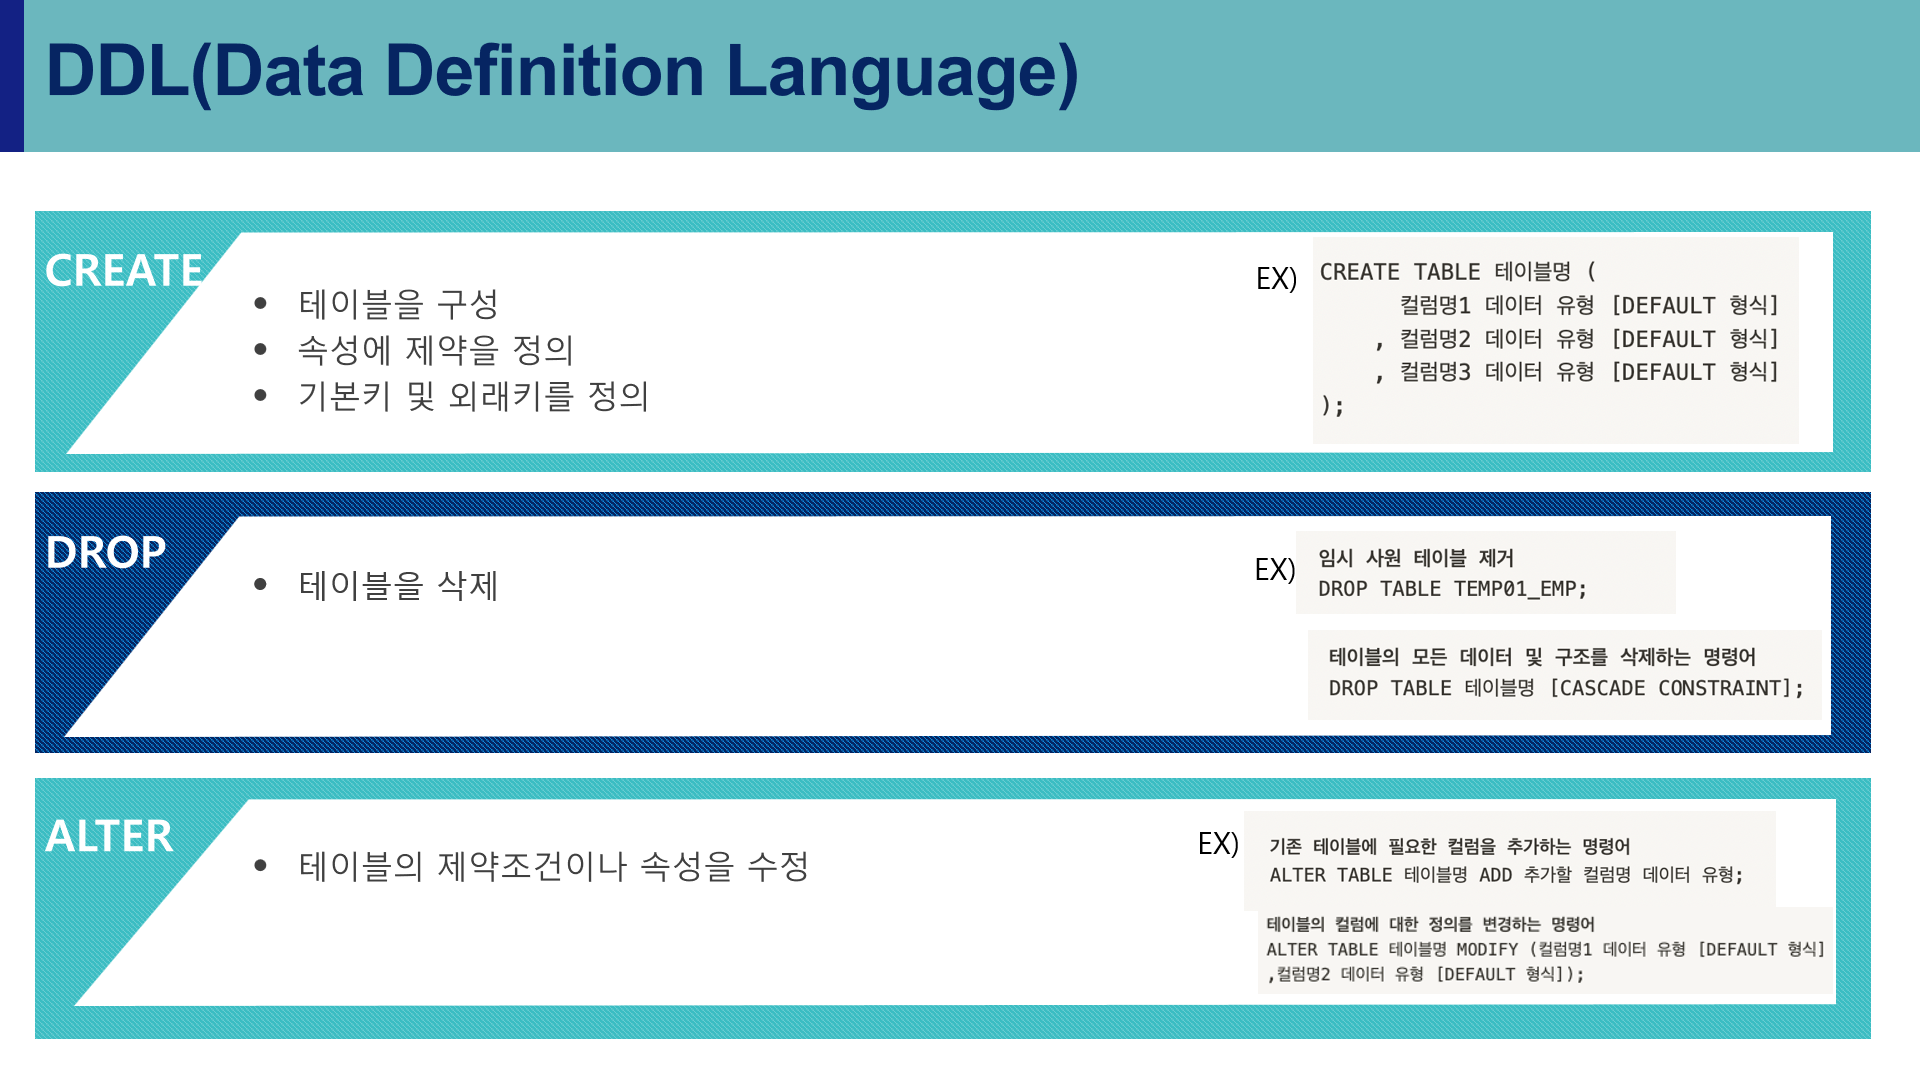 DDL(Data Definition Language)
CREATE
• 테이블을 구성
• 속성에 제약을 정의
• 기본키 및 외래키를 정의
EX)
CREATE TABLE 테이블명 (
컬럼명1 데이터 유형 [DEFAULT 형식]
, 컬럼명2 데이터 유형 [DEFAULT 형식]
, 컬럼명3 데이터 유형 [DEFAULT 형식]
);
DROP
• 테이블을 삭제
EX)
임시 사원 테이블 제거
DROP TABLE TEMP01_EMP;
테이블의 모든 데이터 및 구조를 삭제하는 명령어
DROP TABLE 테이블명 [CASCADE CONSTRAINT];
ALTER
• 테이블의 제약조건이나 속성을 수정
EX)
기존 테이블에 필요한 컬럼을 추가하는 명령어
ALTER TABLE 테이블명 ADD 추가할 컬럼명 데이터 유형;
테이블의 컬럼에 대한 정의를 변경하는 명령어
ALTER TABLE 테이블명 MODIFY (컬럼명1 데이터 유형 [DEFAULT 형식]
,컬럼명2 데이터 유형 [DEFAULT 형식]);